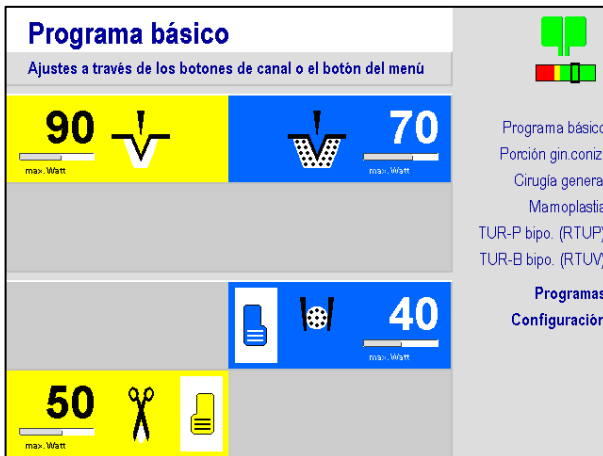 Programa básico
Ajustes a través de los botones de canal o el botón del menú
90
max. Watt
70
max. Watt
40
max. Watt
50
max. Watt
Programa básico
Porción gin.coniz
Cirugía genera
Mamoplastia
TUR-P bipo. (RTUP)
TUR-B bipo. (RTUV)
Programas
Configuración